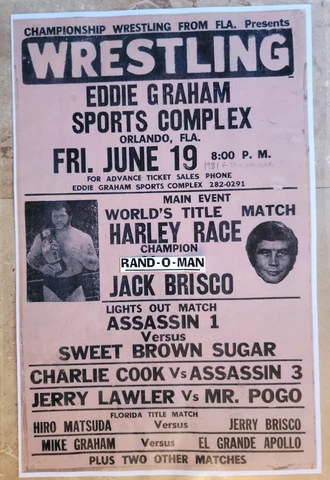 CHAMPIONSHIP WRESTLING FROM FLA. Presents
WRESTLING
EDDIE GRAHAM
SPORTS COMPLEX
ORLANDO, FLA.
FRI. JUNE 19 8:00 P. M.
1981
FOR ADVANCE TICKET SALES PHONE
EDDIE GRAHAM SPORTS COMPLEX 282-0291
MAIN EVENT
WORLD'S TITLE MATCH
HARLEY RACE
CHAMPION
RAND-O-MAN
JACK BRISCO
LIGHTS OUT MATCH
ASSASSIN 1
Versus
SWEET BROWN SUGAR
CHARLIE COOK Vs ASSASSIN 3
JERRY LAWLER Vs MR. POGO
FLORIDA TITLE MATCH
HIRO MATSUDA Versus JERRY BRISCO
MIKE GRAHAM Versus EL GRANDE APOLLO
PLUS TWO OTHER MATCHES